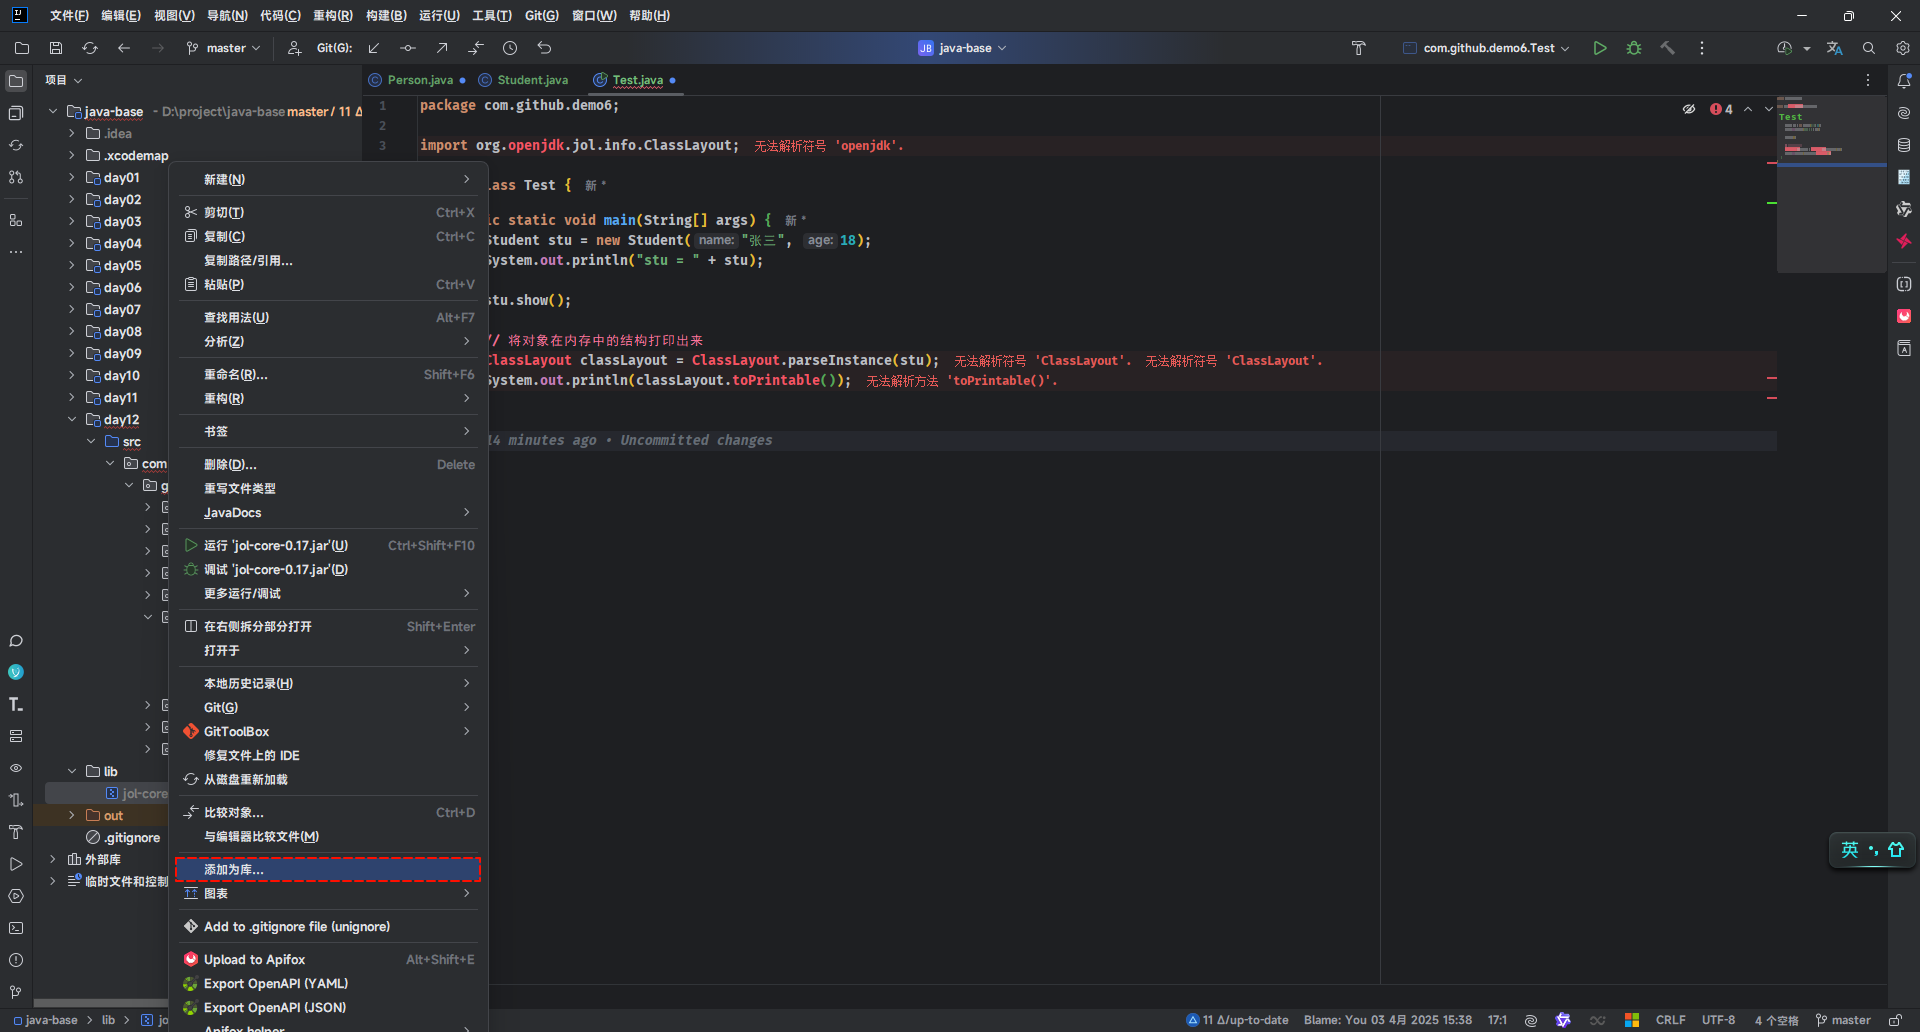 文件(F) 编辑(E) 视图(V) 导航(N) 代码(C) 重构(R) 构建(B) 运行(U) 工具(T) Git(G) 窗口(W) 帮助(H)
master Git(G): JB java-base com.github.demo6.Test
项目
Person.java Student.java Test.java
java-base - D:\project\java-base master / 11 Δ
.idea
.xcodemap
day01
day02
day03
day04
day05
day06
day07
day08
day09
day10
day11
day12
src
com
g
lib
jol-core
out
.gitignore
外部库
临时文件和控制
新建(N)
剪切(T) Ctrl+X
复制(C) Ctrl+C
复制路径/引用...
粘贴(P) Ctrl+V
查找用法(U) Alt+F7
分析(Z)
重命名(R)... Shift+F6
重构(R)
书签
删除(D)... Delete
重写文件类型
JavaDocs
运行 'jol-core-0.17.jar'(U) Ctrl+Shift+F10
调试 'jol-core-0.17.jar'(D)
更多运行/调试
在右侧拆分部分打开 Shift+Enter
打开于
本地历史记录(H)
Git(G)
GitToolBox
修复文件上的 IDE
从磁盘重新加载
比较对象... Ctrl+D
与编辑器比较文件(M)
添加为库...
图表
Add to .gitignore file (unignore)
Upload to Apifox Alt+Shift+E
Export OpenAPI (YAML)
Export OpenAPI (JSON)
Apifox helper
1 package com.github.demo6;
2
3 import org.openjdk.jol.info.ClassLayout; 无法解析符号 'openjdk'.
ass Test { 新 *
ic static void main(String[] args) { 新 *
Student stu = new Student( name: "张三", age: 18);
System.out.println("stu = " + stu);
stu.show();
// 将对象在内存中的结构打印出来
ClassLayout classLayout = ClassLayout.parseInstance(stu); 无法解析符号 'ClassLayout'. 无法解析符号 'ClassLayout'.
System.out.println(classLayout.toPrintable()); 无法解析方法 'toPrintable()'.
14 minutes ago • Uncommitted changes
4
Test
英
java-base > lib > jo
11 Δ/up-to-date Blame: You 03 4月 2025 15:38 17:1 CRLF UTF-8 4 个空格 master